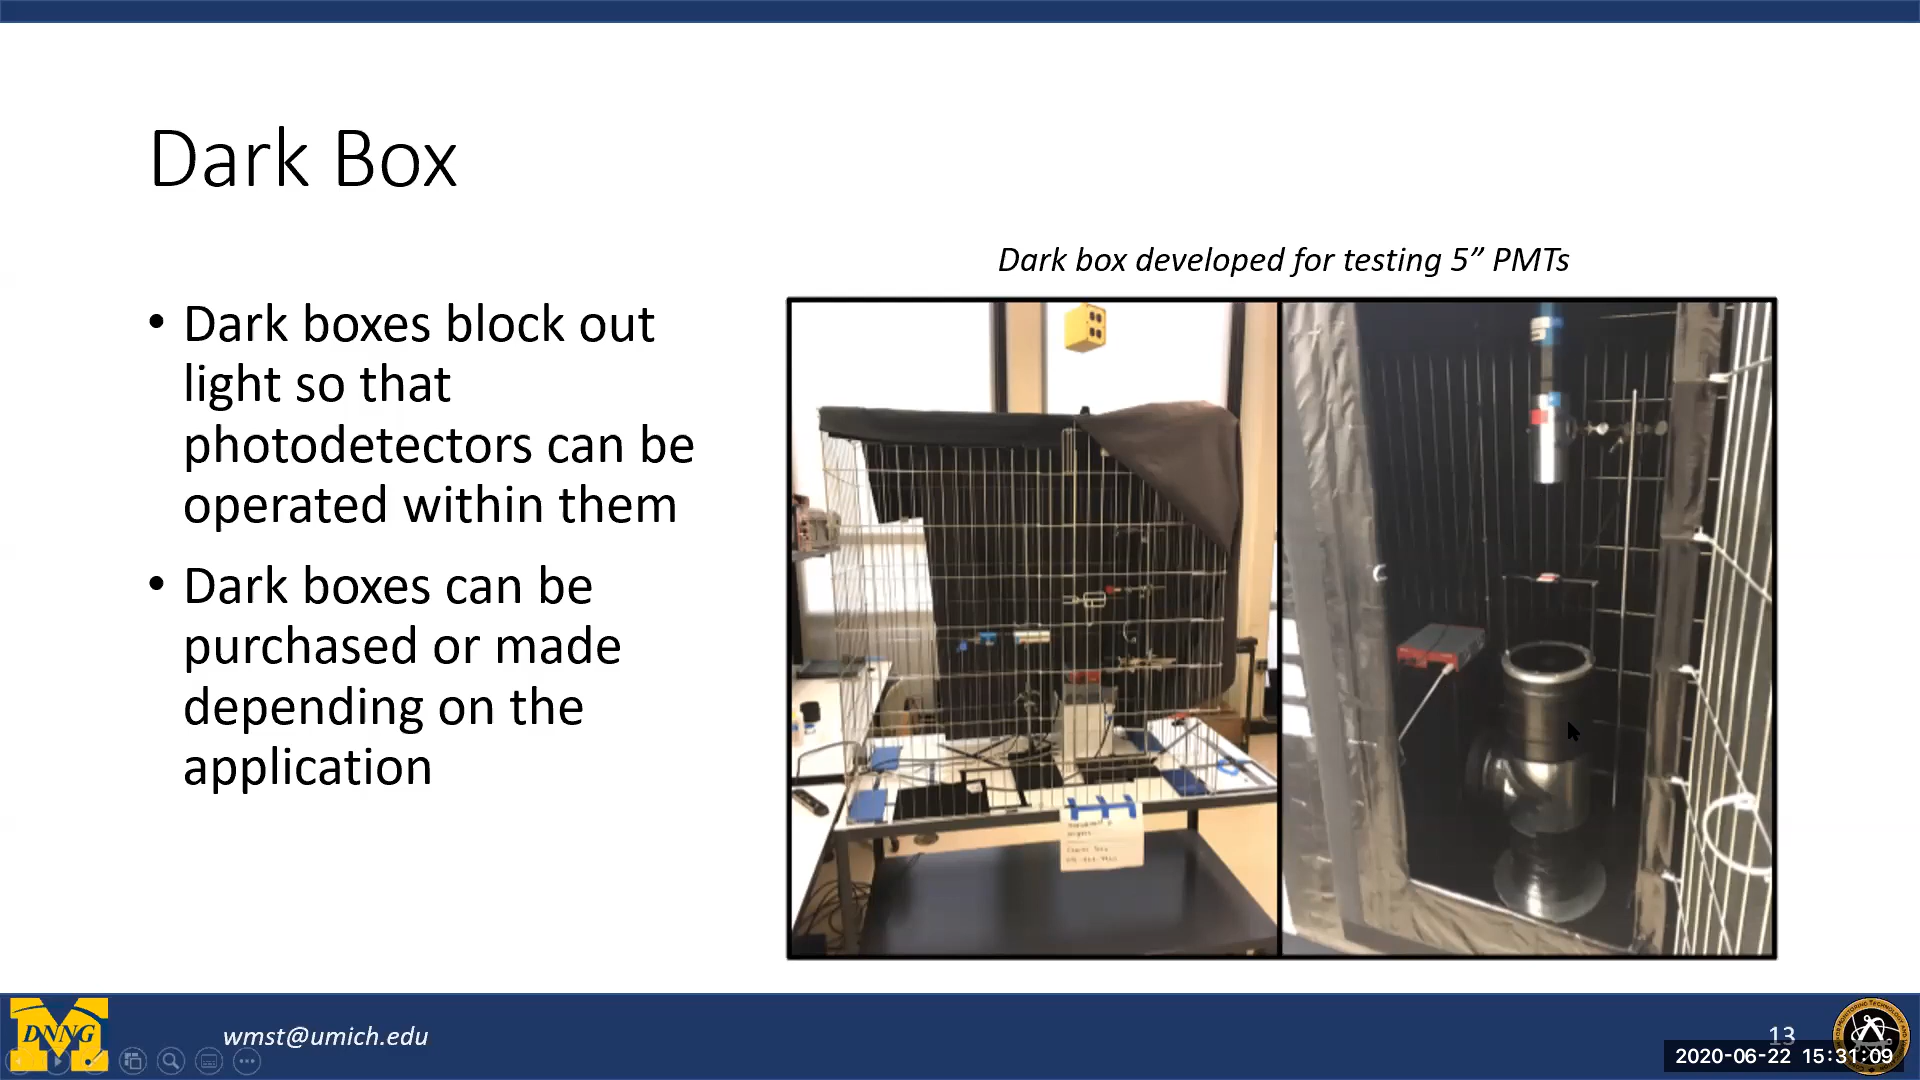 Dark Box
Dark box developed for testing 5” PMTs
• Dark boxes block out
light so that
photodetectors can be
operated within them
• Dark boxes can be
purchased or made
depending on the
application
DNNG
wmst@umich.edu
13
2020-06-22 15:31:09